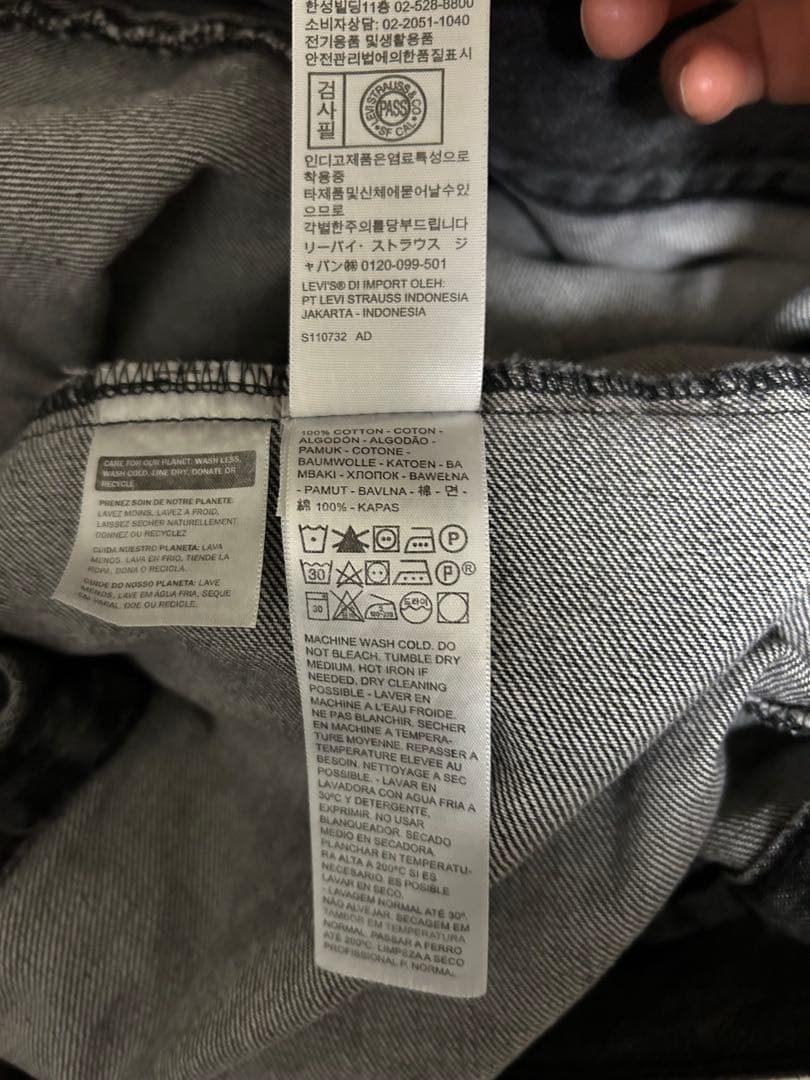 한성빌딩11층 02-528-8800
소비자상담: 02-2051-1040
전기용품 및생활용품
안전관리법에의한품질표시
검
사
필
LEVI STRAUSS & CO
PASS
SF CAL
인디고제품은염료특성으로
착용중
타제품및신체에묻어날수있
으므로
각별한주의를당부드립니다
リーバイ・ストラウス ジ
ャパン㈱ 0120-099-501
LEVI'S® DI IMPORT OLEH:
PT LEVI STRAUSS INDONESIA
JAKARTA - INDONESIA
S110732 AD
CARE FOR OUR PLANET: WASH LESS,
WASH COLD, LINE DRY, DONATE OR
RECYCLE.
PRENEZ SOIN DE NOTRE PLANETE:
LAVEZ MOINS, LAVEZ A FROID,
LAISSEZ SECHER NATURELLEMENT,
DONNEZ OU RECYCLEZ
CUIDA NUESTRO PLANETA: LAVA
MENOS, LAVA EN FRIO, TIENDE LA
ROPA, DONA O RECICLA.
CUIDE DO NOSSO PLANETA: LAVE
MENOS, LAVE EM ÁGUA FRIA, SEQUE
EM VARAL, DOE OU RECICLE.
100% COTTON - COTON -
ALGODÓN - ALGODÃO -
PAMUK - COTONE -
BAUMWOLLE - KATOEN - BA
MBAKI - ХЛОПОК - BAWEŁNA
- PAMUT - BAVLNA - 棉 - 면 -
綿 100% - KAPAS
P
30 P ®
30 3 드라이
MACHINE WASH COLD. DO
NOT BLEACH. TUMBLE DRY
MEDIUM. HOT IRON IF
NEEDED. DRY CLEANING
POSSIBLE - LAVER EN
MACHINE A L'EAU FROIDE.
NE PAS BLANCHIR. SECHER
EN MACHINE A TEMPERA-
TURE MOYENNE. REPASSER A
TEMPERATURE ELEVEE AU
BESOIN. NETTOYAGE A SEC
POSSIBLE. - LAVAR EN
LAVADORA CON AGUA FRIA A
30°C Y DETERGENTE,
EXPRIMIR. NO USAR
BLANQUEADOR. SECADO
MEDIO EN SECADORA.
PLANCHAR EN TEMPERATU-
RA ALTA A 200°C SI ES
NECESARIO. ES POSIBLE
LAVAR EN SECO.
- LAVAGEM NORMAL ATÉ 30°.
NÃO ALVEJAR. SECAGEM EM
TAMBOR EM TEMPERATURA
NORMAL. PASSAR A FERRO
ATÉ 200°C. LIMPEZA A SECO
PROFISSIONAL P. NORMAL.